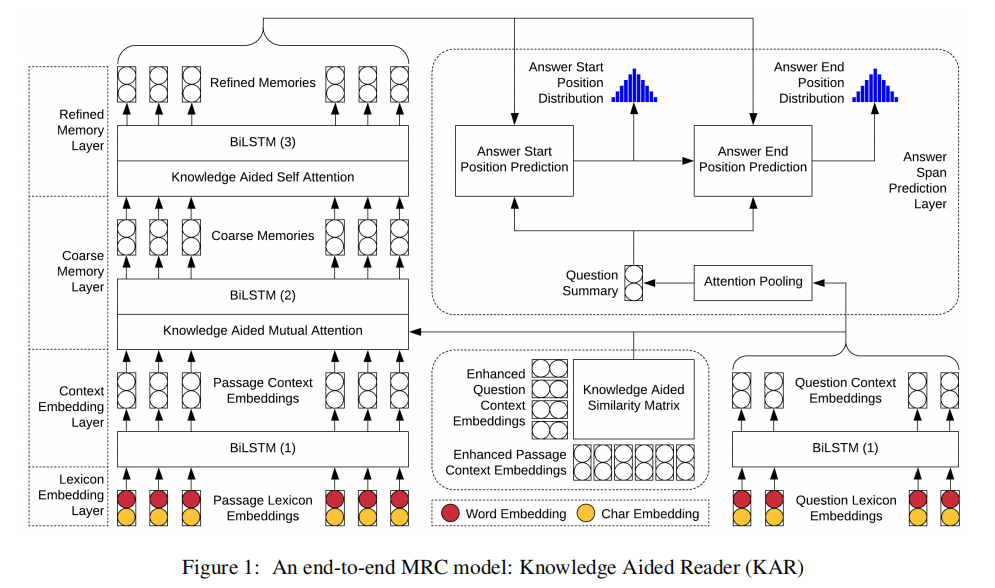 Refined
Memory
Layer
Refined Memories
BiLSTM (3)
Knowledge Aided Self Attention
Coarse
Memory
Layer
Coarse Memories
BiLSTM (2)
Knowledge Aided Mutual Attention
Context
Embedding
Layer
Passage Context
Embeddings
BiLSTM (1)
Lexicon
Embedding
Layer
Passage Lexicon
Embeddings
Answer Start
Position
Distribution
Answer End
Position
Distribution
Answer Start
Position Prediction
Answer End
Position Prediction
Answer
Span
Prediction
Layer
Question
Summary
Attention Pooling
Enhanced
Question
Context
Embeddings
Knowledge Aided
Similarity Matrix
Enhanced Passage
Context Embeddings
Word Embedding
Char Embedding
Question Context
Embeddings
BiLSTM (1)
Question Lexicon
Embeddings
Figure 1: An end-to-end MRC model: Knowledge Aided Reader (KAR)